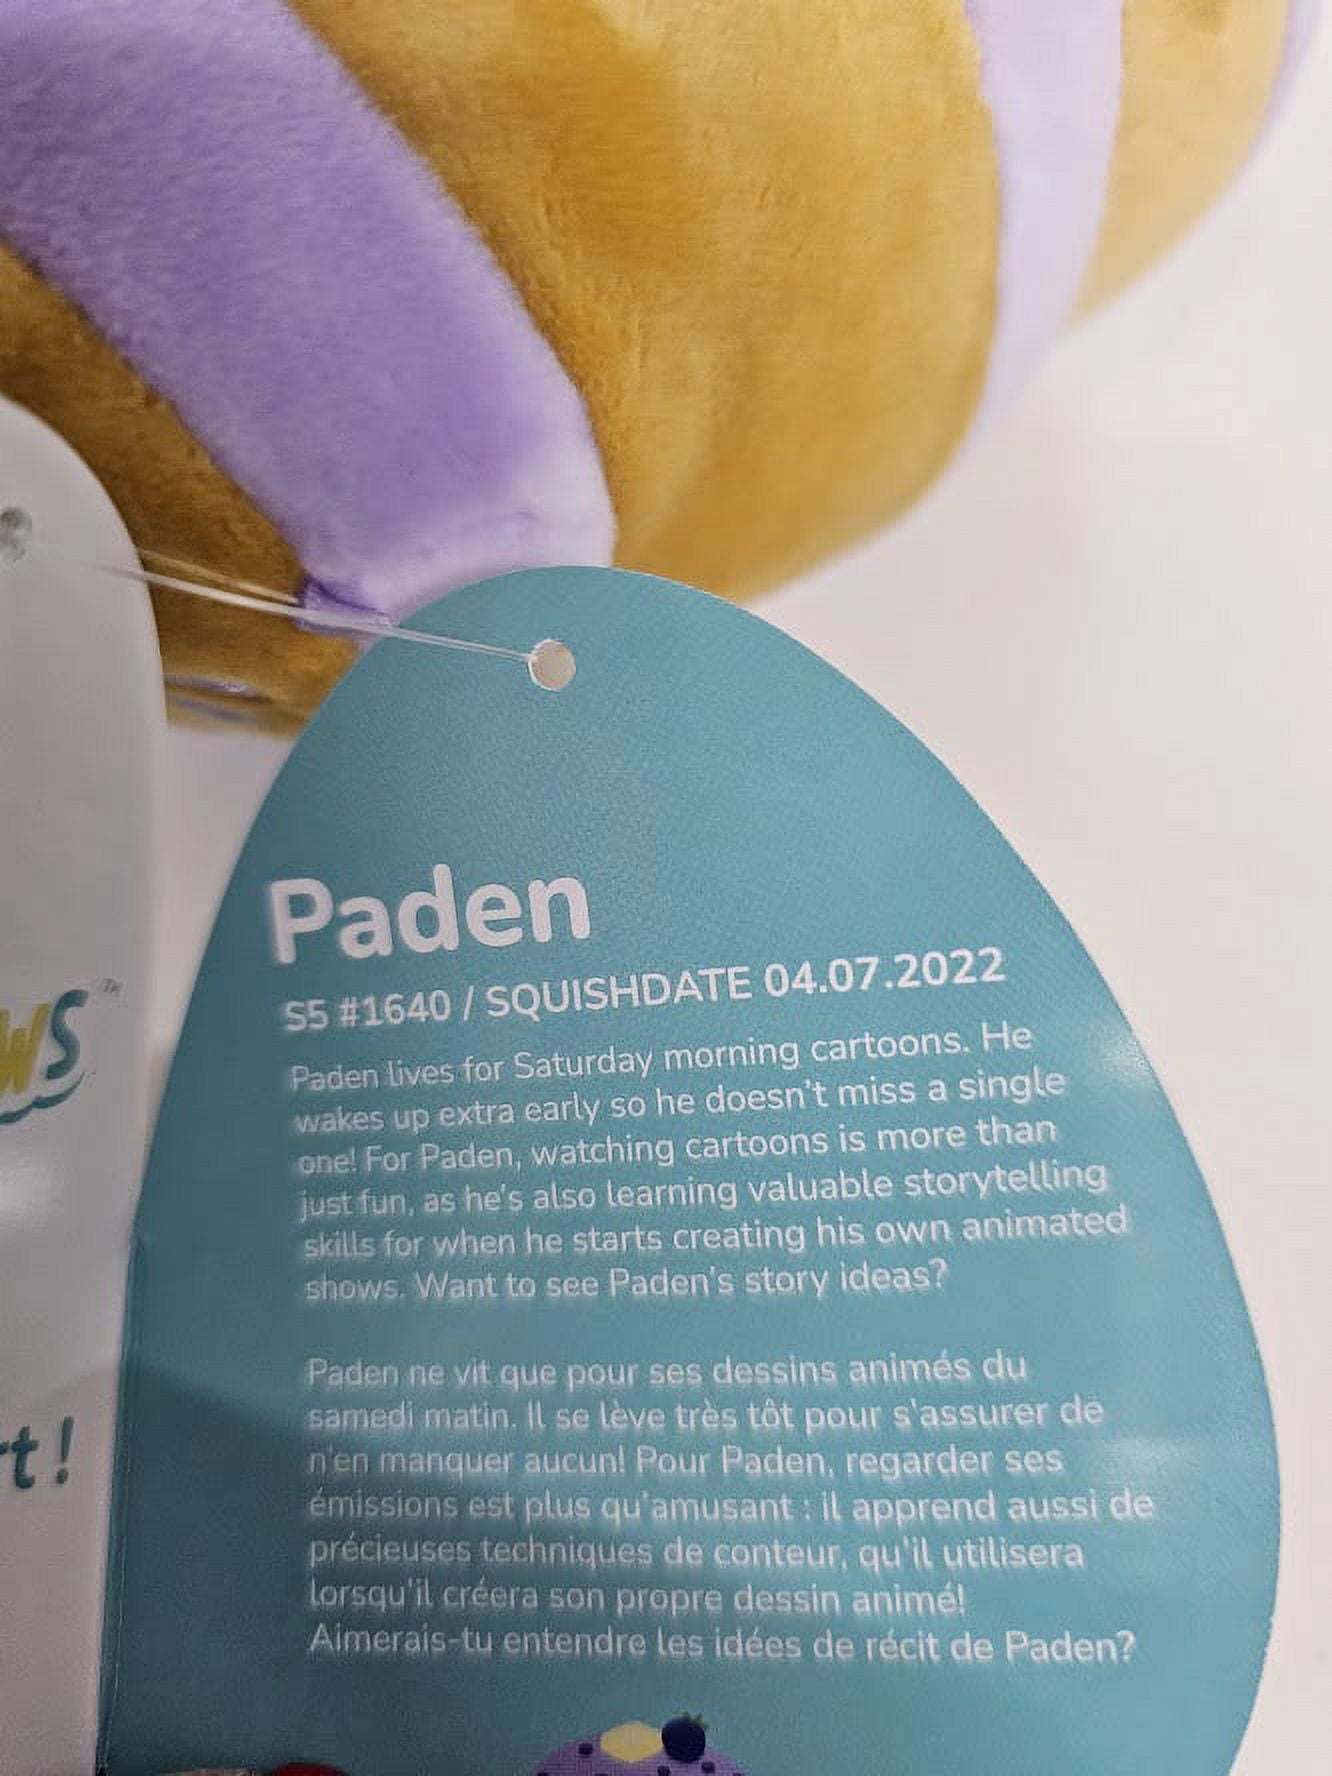 Paden
S5 #1640 / SQUISHDATE 04.07.2022
Paden lives for Saturday morning cartoons. He
wakes up extra early so he doesn't miss a single
one! For Paden, watching cartoons is more than
just fun, as he's also learning valuable storytelling
skills for when he starts creating his own animated
shows. Want to see Paden's story ideas?
Paden ne vit que pour ses dessins animés du
samedi matin. Il se lève très tôt pour s'assurer de
n'en manquer aucun! Pour Paden, regarder ses
émissions est plus qu'amusant : il apprend aussi de
précieuses techniques de conteur, qu'il utilisera
lorsqu'il créera son propre dessin animé!
Aimerais-tu entendre les idées de récit de Paden?